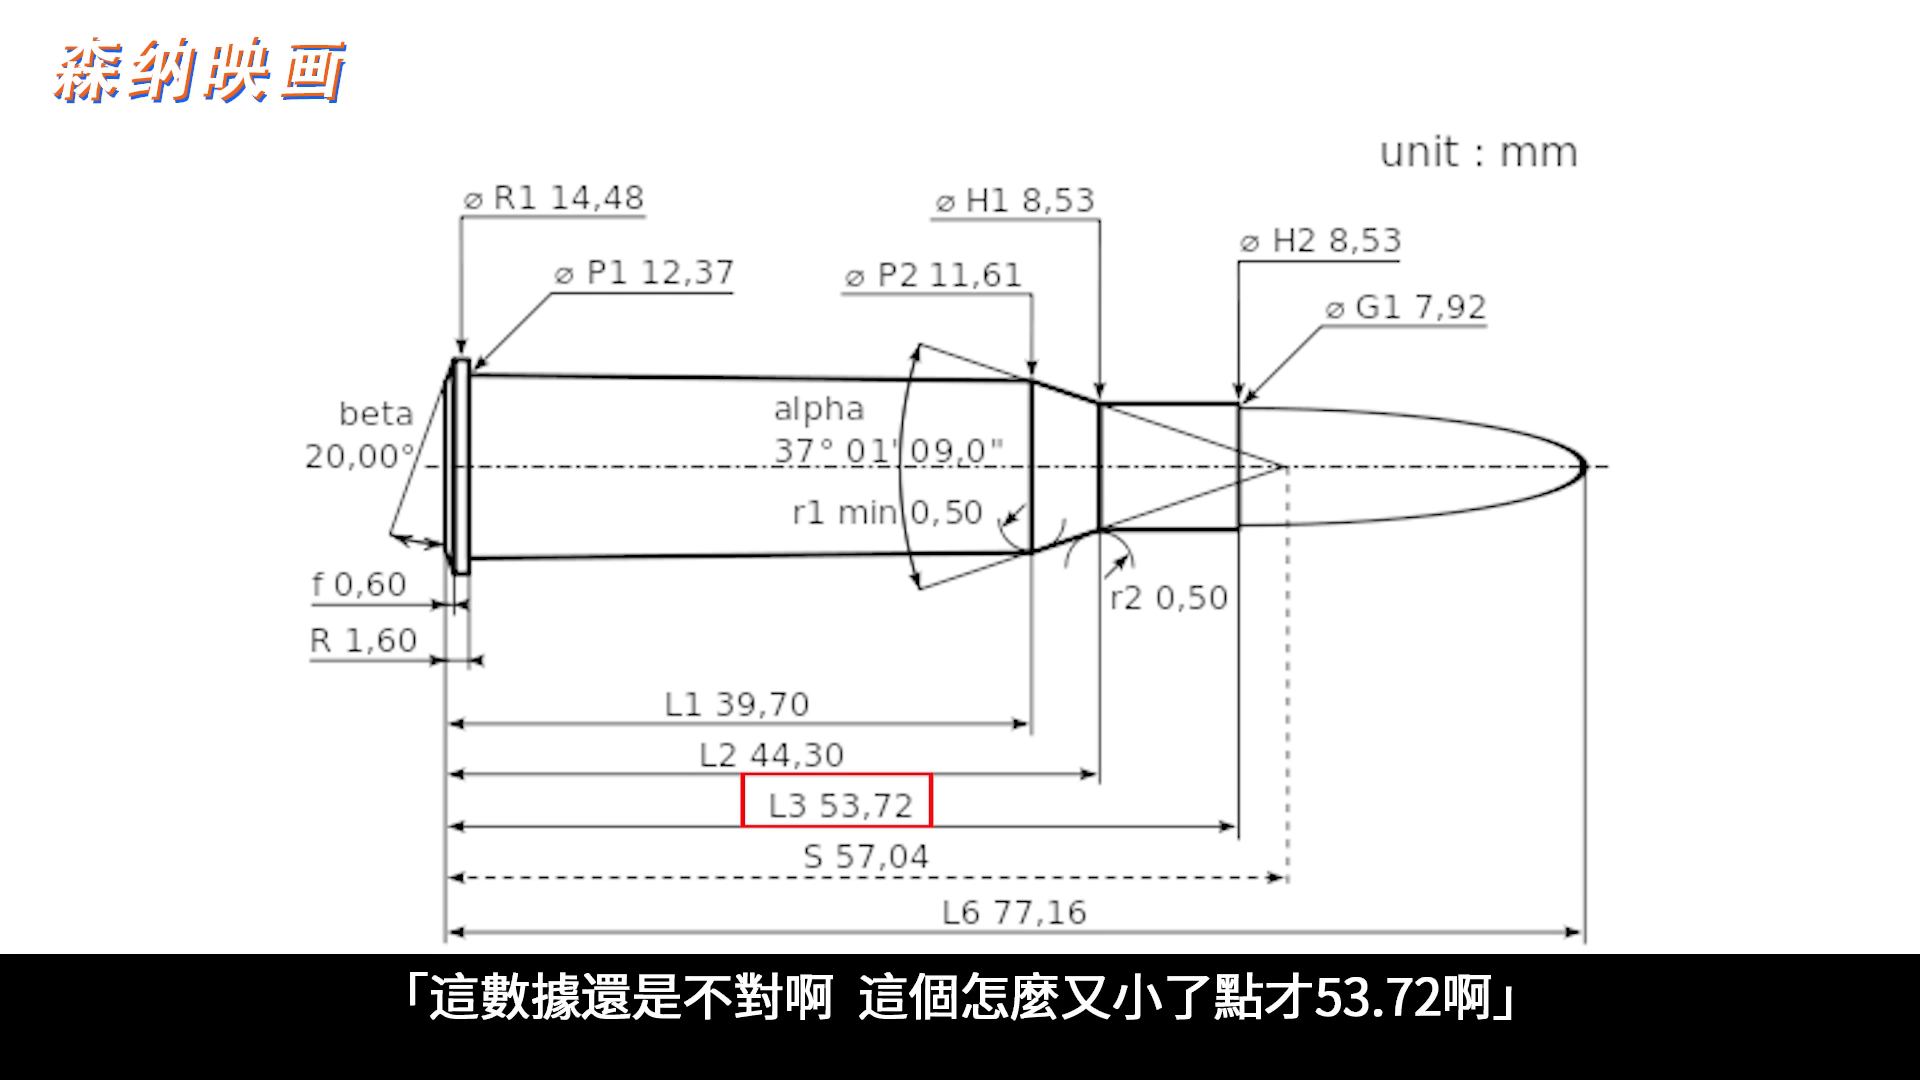 森纳映画
unit : mm
⌀ R1 14,48
⌀ H1 8,53
⌀ H2 8,53
⌀ P1 12,37
⌀ P2 11,61
⌀ G1 7,92
beta
20,00°
alpha
37° 01' 09,0"
r1 min 0,50
f 0,60
r2 0,50
R 1,60
L1 39,70
L2 44,30
L3 53,72
S 57,04
L6 77,16
「這數據還是不對啊 這個怎麼又小了點才53.72啊」